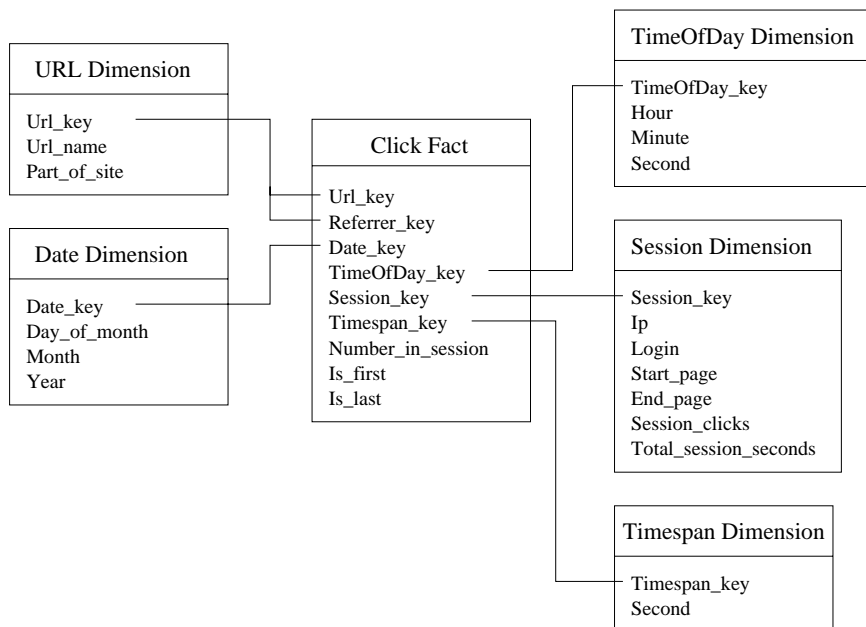 URL Dimension
Url_key
Url_name
Part_of_site
Date Dimension
Date_key
Day_of_month
Month
Year
Click Fact
Url_key
Referrer_key
Date_key
TimeOfDay_key
Session_key
Timespan_key
Number_in_session
Is_first
Is_last
TimeOfDay Dimension
TimeOfDay_key
Hour
Minute
Second
Session Dimension
Session_key
Ip
Login
Start_page
End_page
Session_clicks
Total_session_seconds
Timespan Dimension
Timespan_key
Second